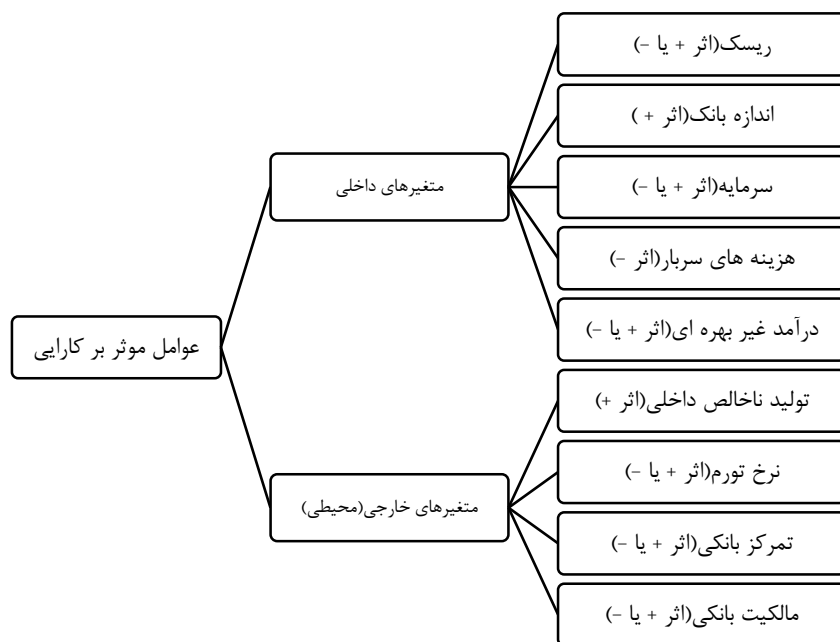 عوامل موثر بر کارایی
متغیرهای داخلی
ریسک(اثر + یا -)
اندازه بانک(اثر + )
سرمایه(اثر + یا -)
هزینه های سربار(اثر -)
درآمد غیر بهره ای(اثر + یا -)
متغیرهای خارجی(محیطی)
تولید ناخالص داخلی(اثر +)
نرخ تورم(اثر + یا -)
تمرکز بانکی(اثر + یا -)
مالکیت بانکی(اثر + یا -)